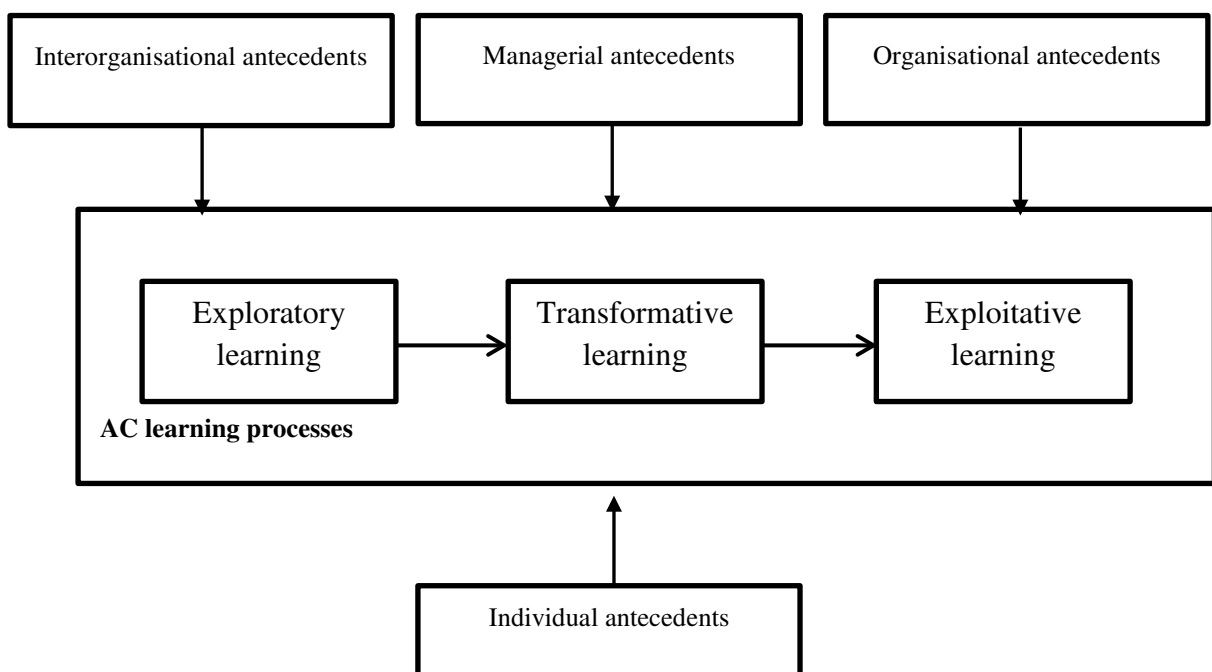 Interorganisational antecedents
Managerial antecedents
Organisational antecedents
Exploratory
learning
Transformative
learning
Exploitative
learning
AC learning processes
Individual antecedents